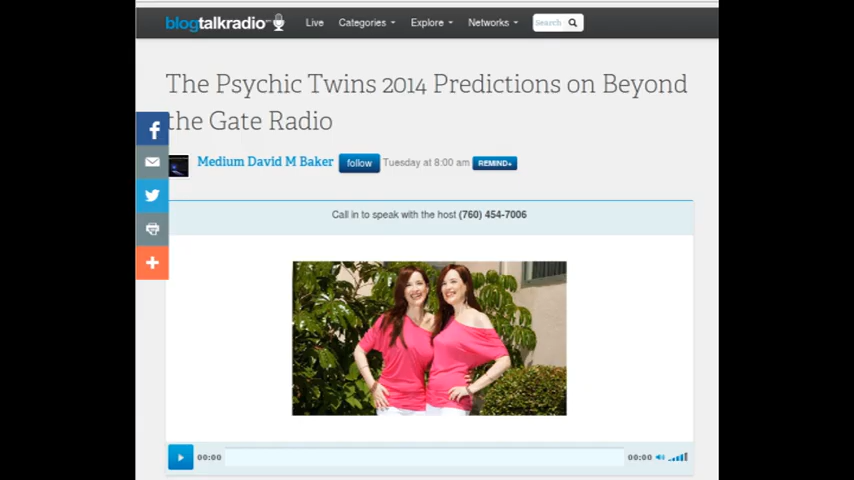 blogtalkradio Live Categories Explore Networks Search
The Psychic Twins 2014 Predictions on Beyond
the Gate Radio
Medium David M Baker follow Tuesday at 8:00 am REMIND+
Call in to speak with the host (760) 454-7006
00:00 00:00